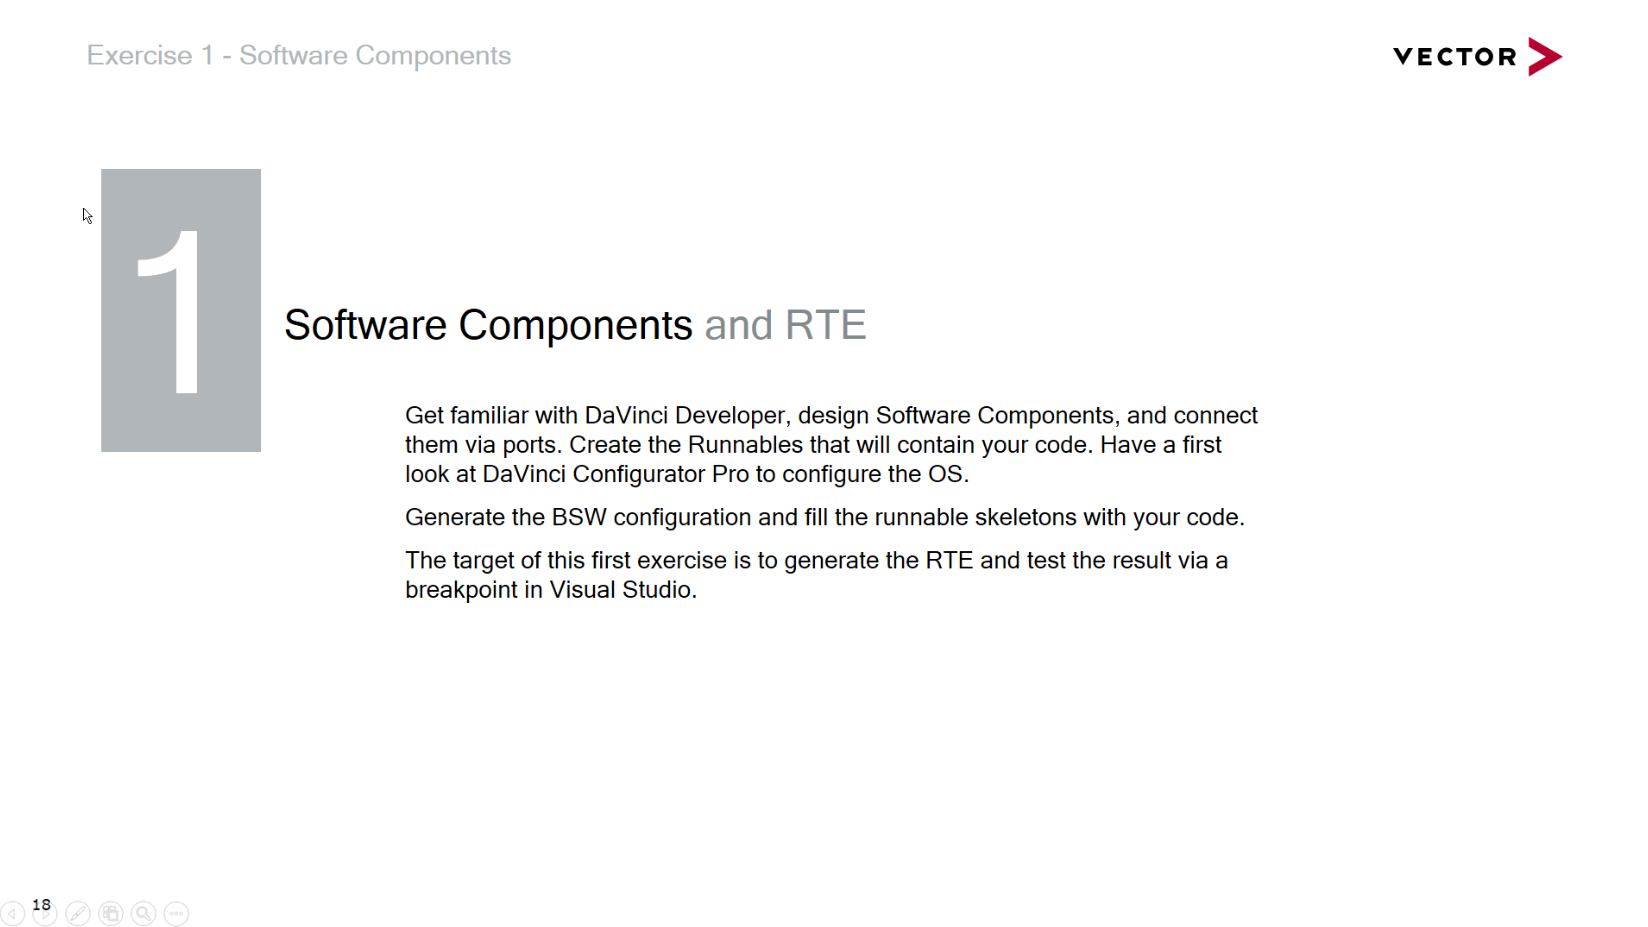 Exercise 1 - Software Components
VECTOR
1
Software Components and RTE
Get familiar with DaVinci Developer, design Software Components, and connect
them via ports. Create the Runnables that will contain your code. Have a first
look at DaVinci Configurator Pro to configure the OS.
Generate the BSW configuration and fill the runnable skeletons with your code.
The target of this first exercise is to generate the RTE and test the result via a
breakpoint in Visual Studio.
18